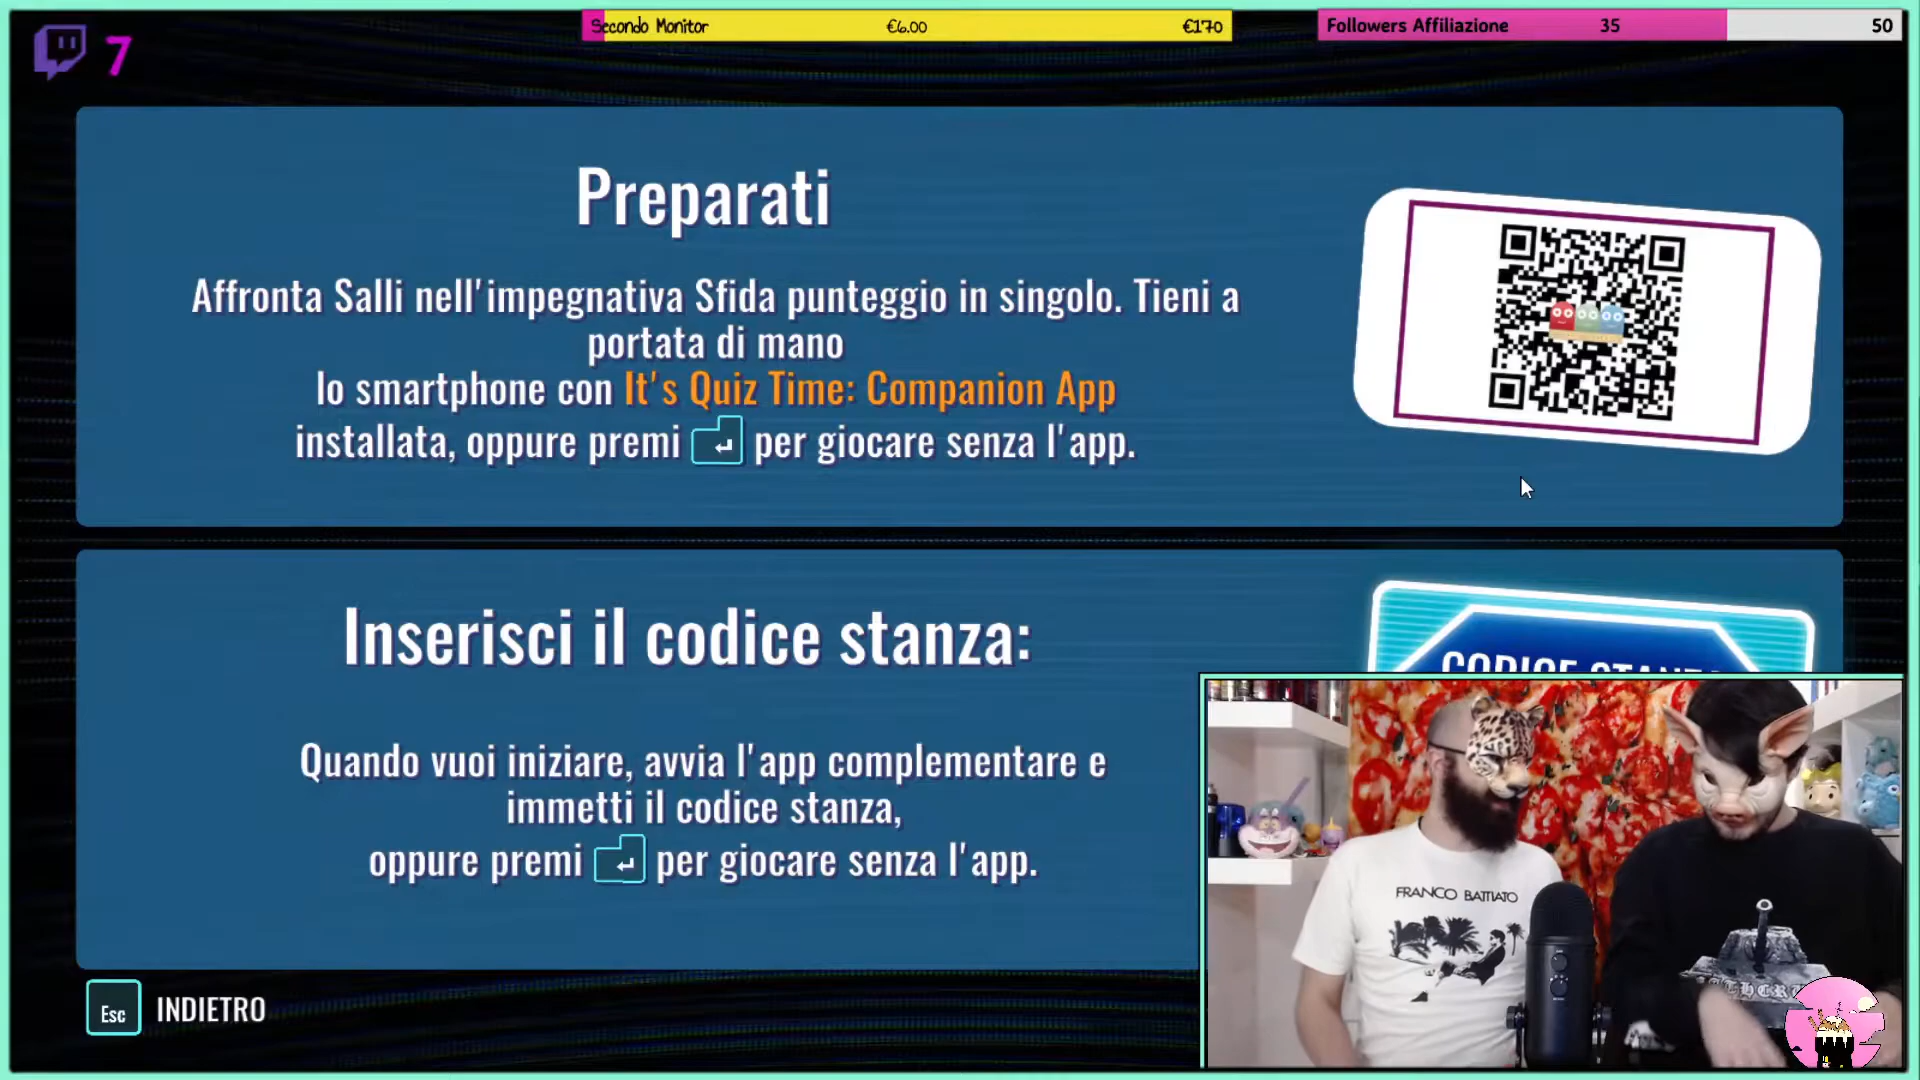 7
Secondo Monitor €6.00 €170
Followers Affiliazione 35 50
Preparati
Affronta Salli nell'impegnativa Sfida punteggio in singolo. Tieni a
portata di mano
lo smartphone con It's Quiz Time: Companion App
installata, oppure premi per giocare senza l'app.
Inserisci il codice stanza:
Quando vuoi iniziare, avvia l'app complementare e
immetti il codice stanza,
oppure premi per giocare senza l'app.
CODICE STANZA
FRANCO BATTIATO
Esc INDIETRO